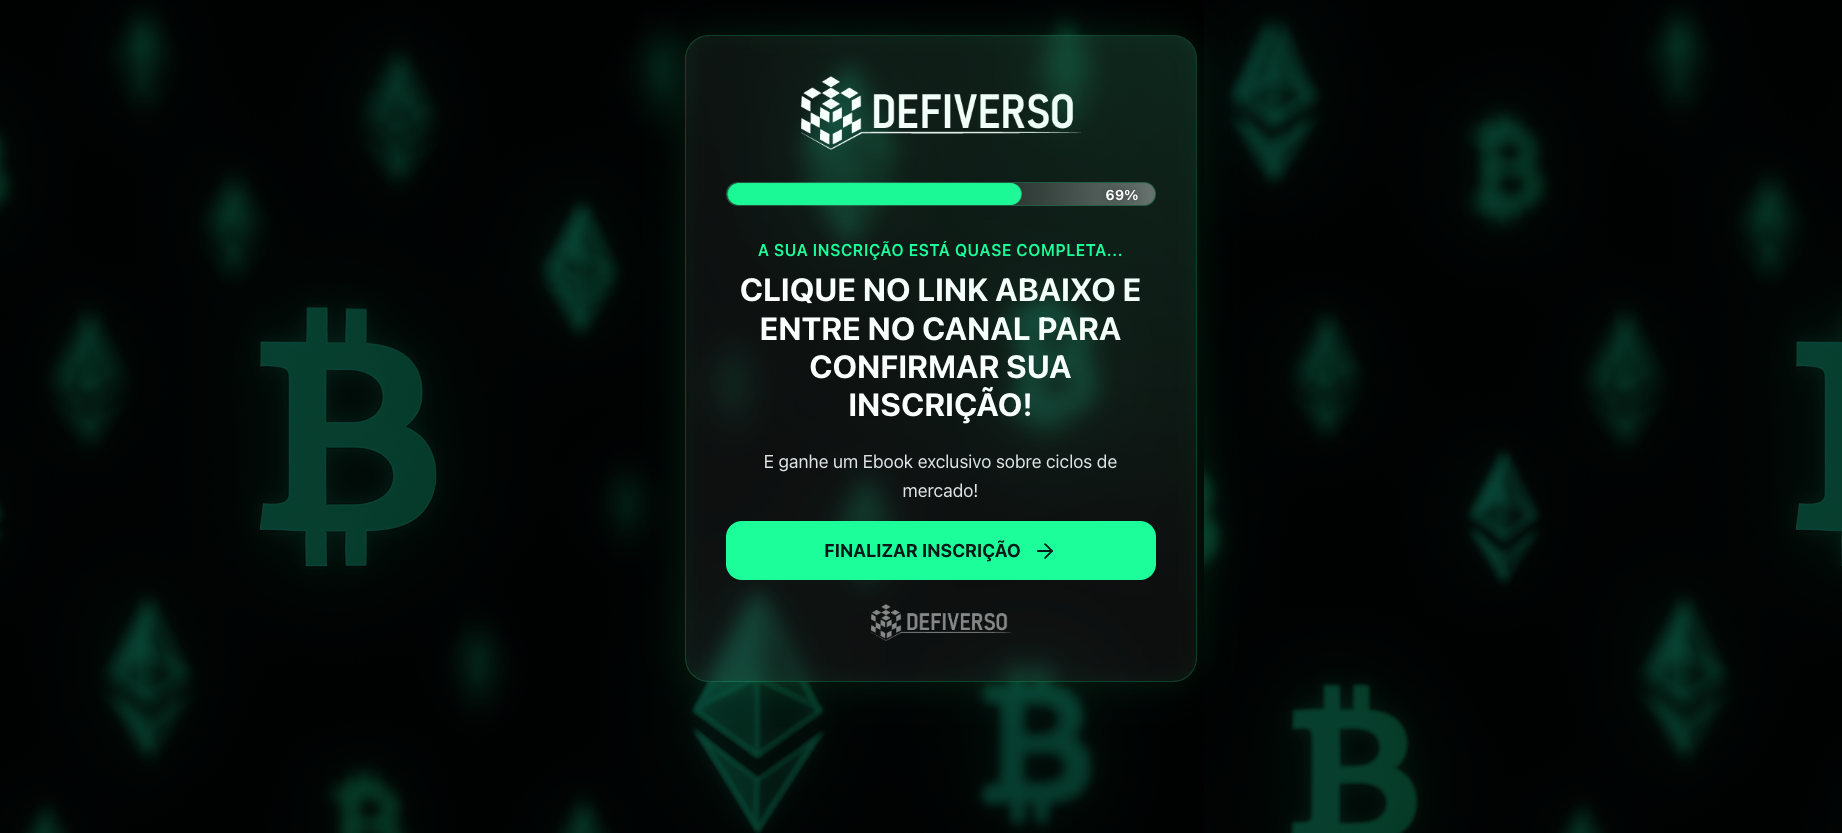 DEFIVERSO
69%
A SUA INSCRIÇÃO ESTÁ QUASE COMPLETA...
CLIQUE NO LINK ABAIXO E
ENTRE NO CANAL PARA
CONFIRMAR SUA
INSCRIÇÃO!
E ganhe um Ebook exclusivo sobre ciclos de
mercado!
FINALIZAR INSCRIÇÃO →
DEFIVERSO